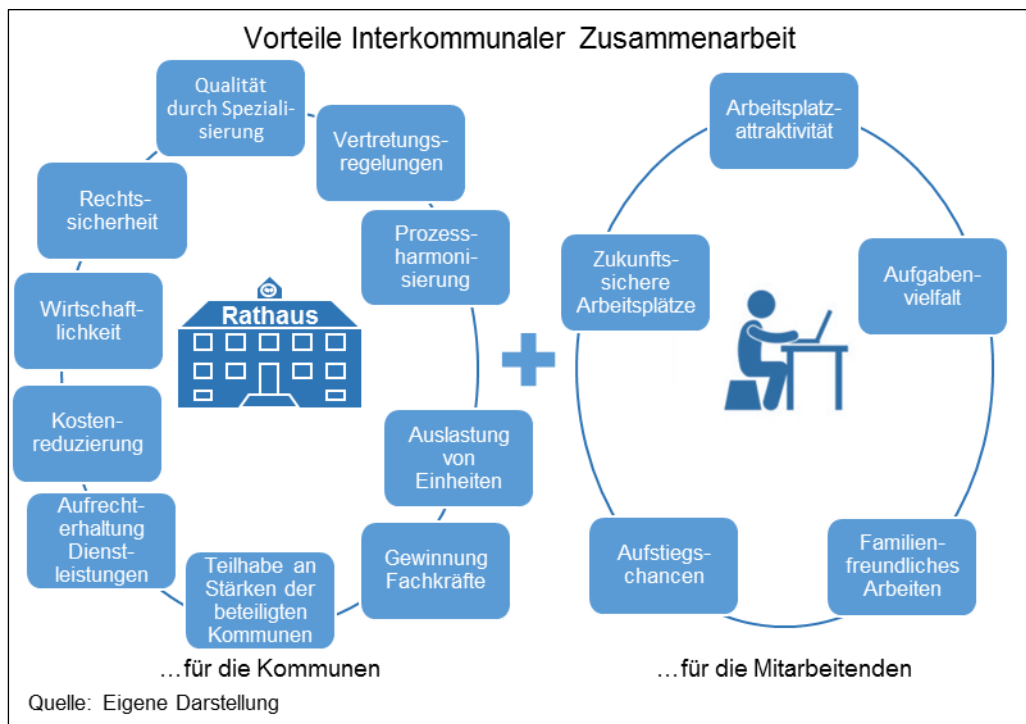 Vorteile Interkommunaler Zusammenarbeit
Qualität
durch Speziali-
sierung
Vertretungs-
regelungen
Prozess-
harmoni-
sierung
Auslastung
von
Einheiten
Gewinnung
Fachkräfte
Teilhabe an
Stärken der
beteiligten
Kommunen
Aufrecht-
erhaltung
Dienst-
leistungen
Kosten-
reduzierung
Wirtschaft-
lichkeit
Rechts-
sicherheit
Rathaus
…für die Kommunen
Arbeitsplatz-
attraktivität
Aufgaben-
vielfalt
Familien-
freundliches
Arbeiten
Aufstiegs-
chancen
Zukunfts-
sichere
Arbeitsplätze
…für die Mitarbeitenden
Quelle: Eigene Darstellung